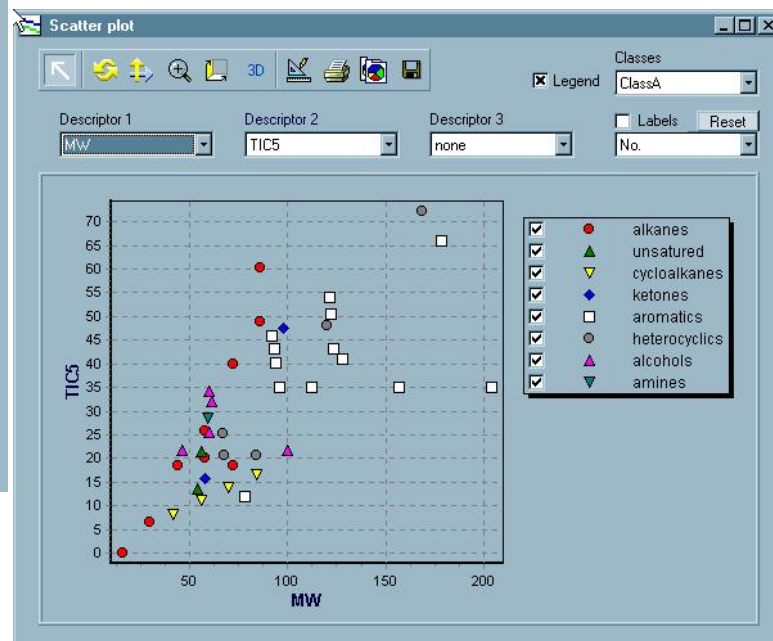 Scatter plot
3D
Legend
Classes
ClassA
Descriptor 1
MW
Descriptor 2
TIC5
Descriptor 3
none
Labels
Reset
No.
TIC5
70
65
60
55
50
45
40
35
30
25
20
15
10
5
0
50
100
150
200
MW
alkanes
unsatured
cycloalkanes
ketones
aromatics
heterocyclics
alcohols
amines